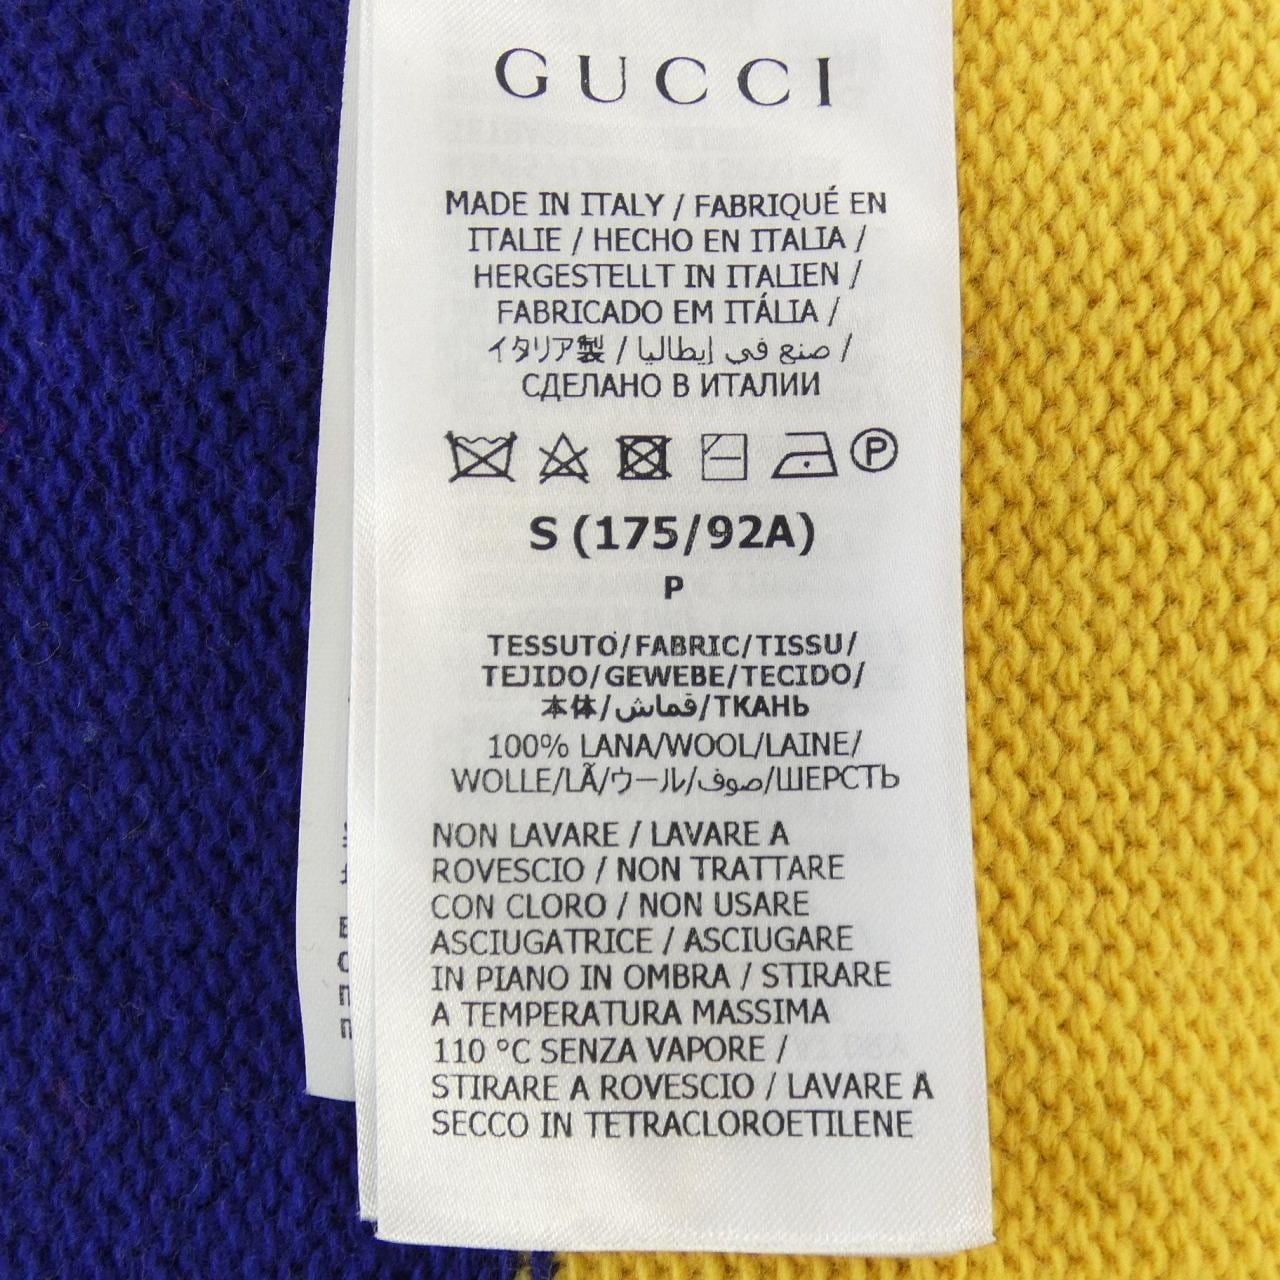 GUCCI
MADE IN ITALY / FABRIQUÉ EN
ITALIE / HECHO EN ITALIA /
HERGESTELLT IN ITALIEN /
FABRICADO EM ITÁLIA /
イタリア製 / صنع في إيطاليا /
СДЕЛАНО В ИТАЛИИ
P
S (175/92A)
P
TESSUTO/FABRIC/TISSU/
TEJIDO/GEWEBE/TECIDO/
本体/قماش/ТКАНЬ
100% LANA/WOOL/LAINE/
WOLLE/LÃ/ウール/صوف/ШЕРСТЬ
NON LAVARE / LAVARE A
ROVESCIO / NON TRATTARE
CON CLORO / NON USARE
ASCIUGATRICE / ASCIUGARE
IN PIANO IN OMBRA / STIRARE
A TEMPERATURA MASSIMA
110 °C SENZA VAPORE /
STIRARE A ROVESCIO / LAVARE A
SECCO IN TETRACLOROETILENE